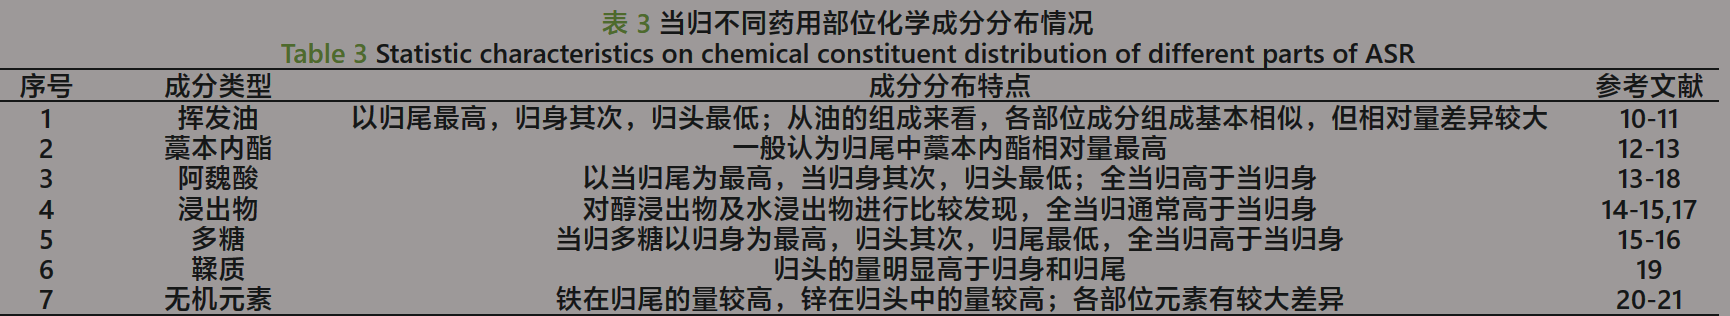 表 3 当归不同药用部位化学成分分布情况
Table 3 Statistic characteristics on chemical constituent distribution of different parts of ASR
序号 成分类型 成分分布特点 参考文献
1 挥发油 以归尾最高，归身其次，归头最低；从油的组成来看，各部位成分组成基本相似，但相对量差异较大 10-11
2 藁本内酯 一般认为归尾中藁本内酯相对量最高 12-13
3 阿魏酸 以当归尾为最高，当归身其次，归头最低；全当归高于当归身 13-18
4 浸出物 对醇浸出物及水浸出物进行比较发现，全当归通常高于当归身 14-15,17
5 多糖 当归多糖以归身为最高，归头其次，归尾最低，全当归高于当归身 15-16
6 鞣质 归头的量明显高于归身和归尾 19
7 无机元素 铁在归尾的量较高，锌在归头中的量较高；各部位元素有较大差异 20-21